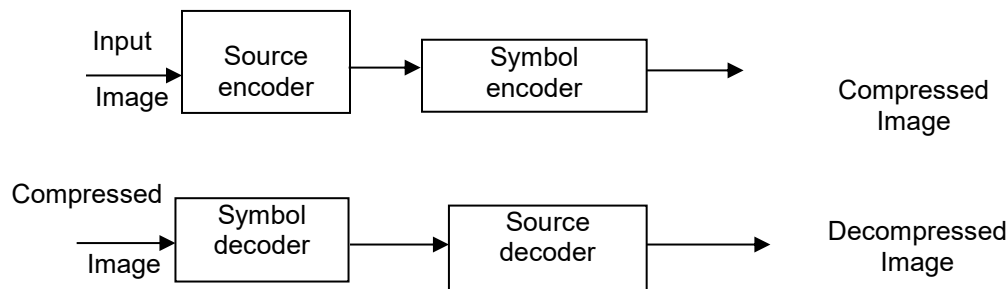 Input
Image
Source
encoder
Symbol
encoder
Compressed
Image
Compressed
Image
Symbol
decoder
Source
decoder
Decompressed
Image